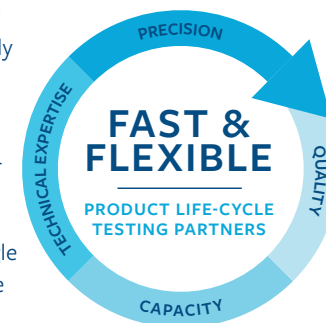 PRECISION
TECHNICAL EXPERTISE
FAST &
FLEXIBLE
PRODUCT LIFE-CYCLE
TESTING PARTNERS
QUALITY
CAPACITY